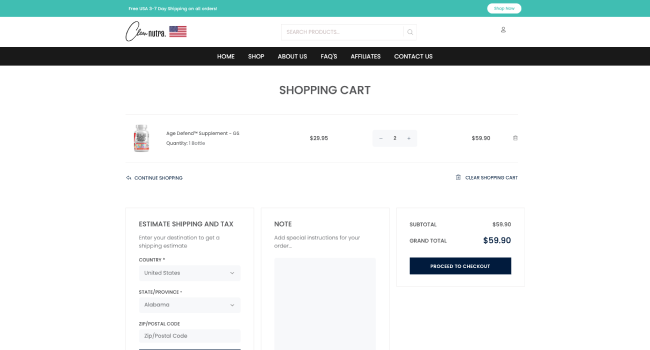 Free USA 3-7 Day Shipping on all orders!
Shop Now
Clean nutra.
SEARCH PRODUCTS...
HOME SHOP ABOUT US FAQ'S AFFILIATES CONTACT US
SHOPPING CART
Age Defend™ Supplement - GS
Quantity: 1 Bottle
$29.95
− 2 +
$59.90
CONTINUE SHOPPING
CLEAR SHOPPING CART
ESTIMATE SHIPPING AND TAX
Enter your destination to get a
shipping estimate
COUNTRY *
United States
STATE/PROVINCE *
Alabama
ZIP/POSTAL CODE
Zip/Postal Code
NOTE
Add special instructions for your
order...
SUBTOTAL $59.90
GRAND TOTAL $59.90
PROCEED TO CHECKOUT